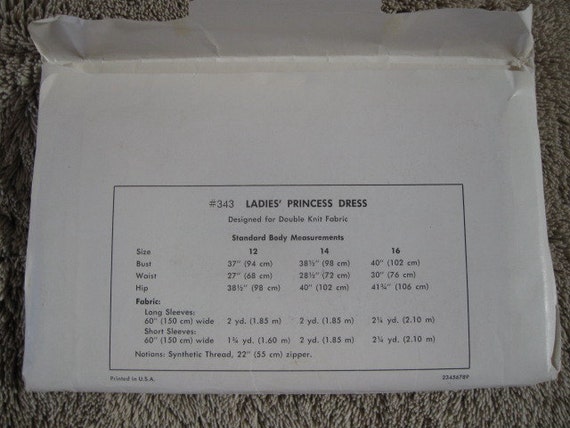 #343 LADIES' PRINCESS DRESS
Designed for Double Knit Fabric
Standard Body Measurements
Size 12 14 16
Bust 37" (94 cm) 38½" (98 cm) 40" (102 cm)
Waist 27" (68 cm) 28½" (72 cm) 30" (76 cm)
Hip 38½" (98 cm) 40" (102 cm) 41¾" (106 cm)
Fabric:
Long Sleeves:
60" (150 cm) wide 2 yd. (1.85 m) 2 yd. (1.85 m) 2¼ yd. (2.10 m)
Short Sleeves:
60" (150 cm) wide 1¾ yd. (1.60 m) 2 yd. (1.85 m) 2¼ yd. (2.10 m)
Notions: Synthetic Thread, 22" (55 cm) zipper.
Printed in U.S.A. 23456789